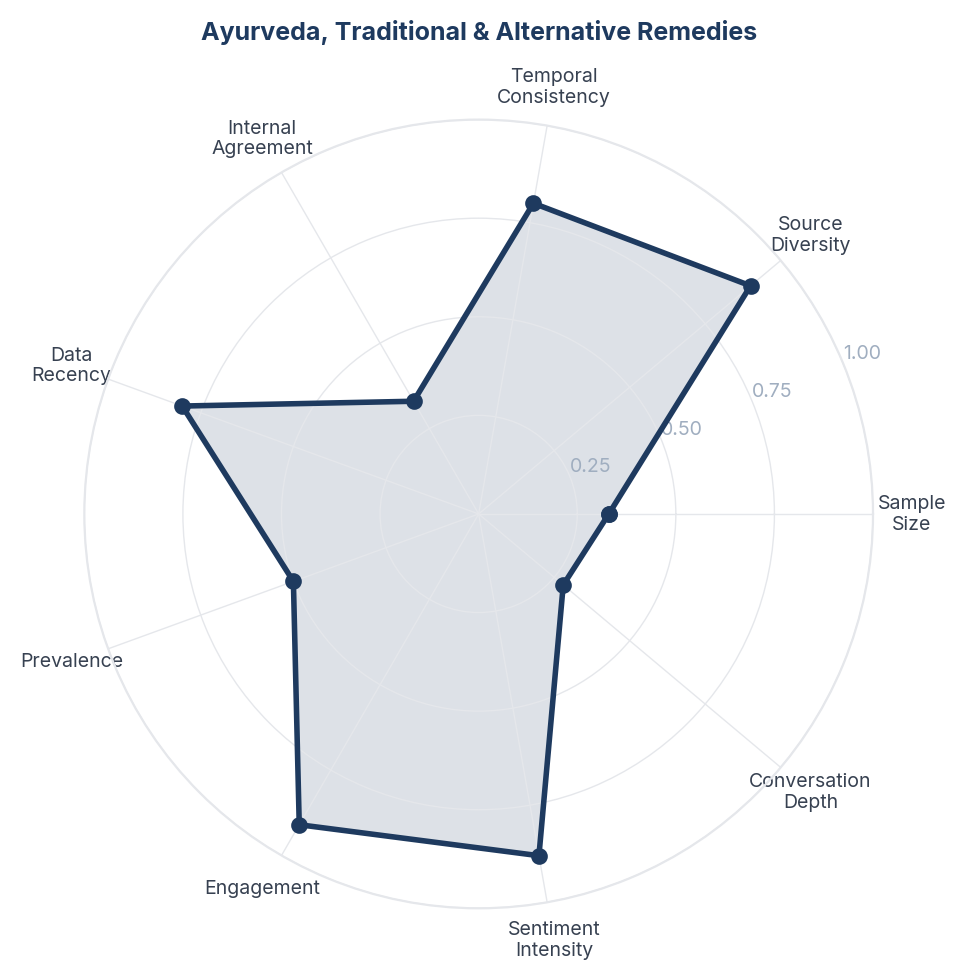 Ayurveda, Traditional & Alternative Remedies
Temporal
Consistency
Internal
Agreement
Source
Diversity
Data
Recency
1.00
0.75
0.50
0.25
Sample
Size
Prevalence
Conversation
Depth
Engagement
Sentiment
Intensity